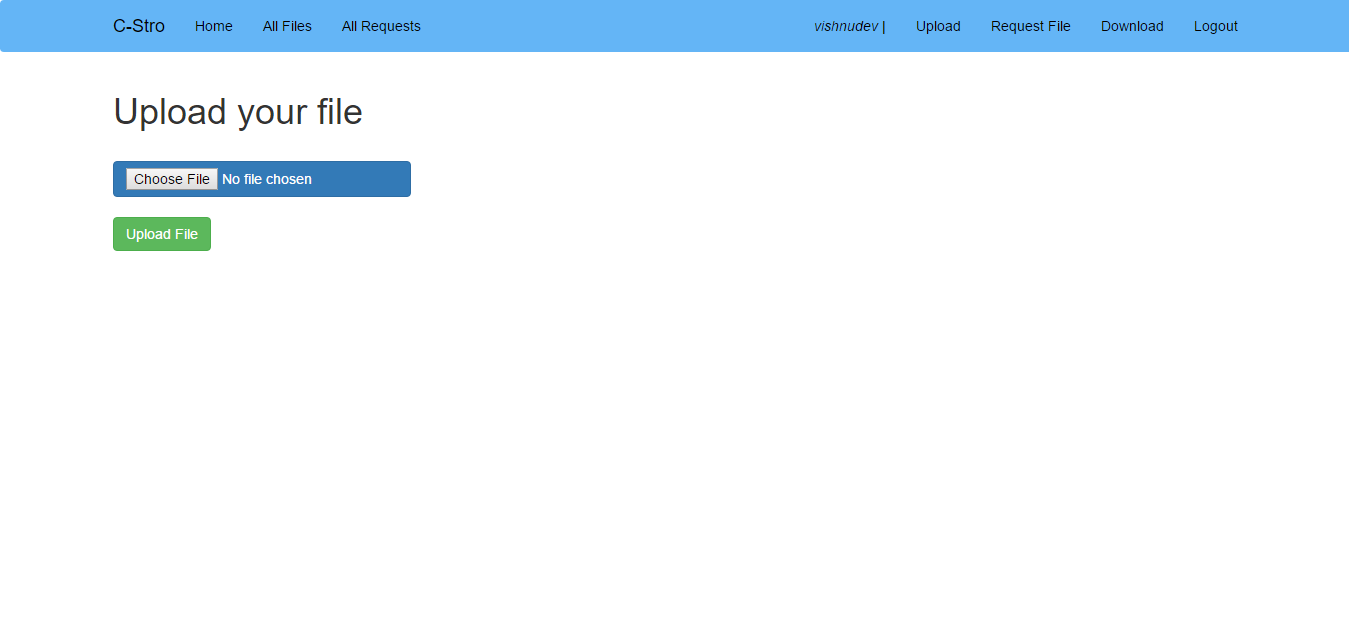 C-Stro Home All Files All Requests vishnudev | Upload Request File Download Logout
Upload your file
Choose File No file chosen
Upload File